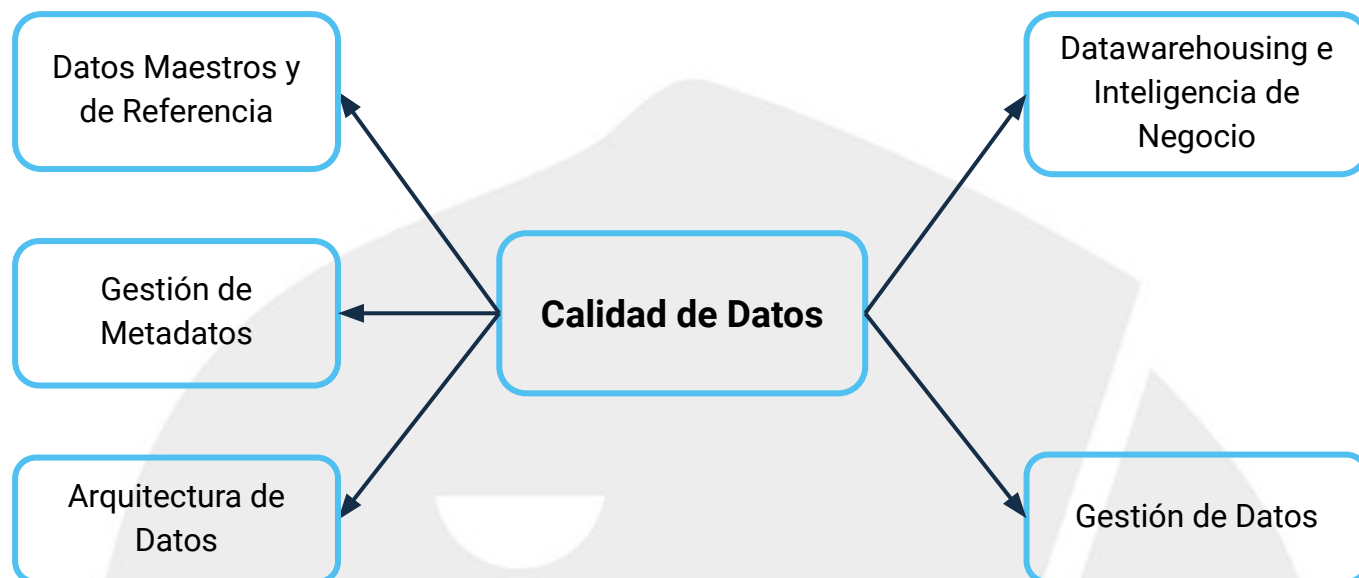 Datos Maestros y
de Referencia
Gestión de
Metadatos
Arquitectura de
Datos
Calidad de Datos
Datawarehousing e
Inteligencia de
Negocio
Gestión de Datos